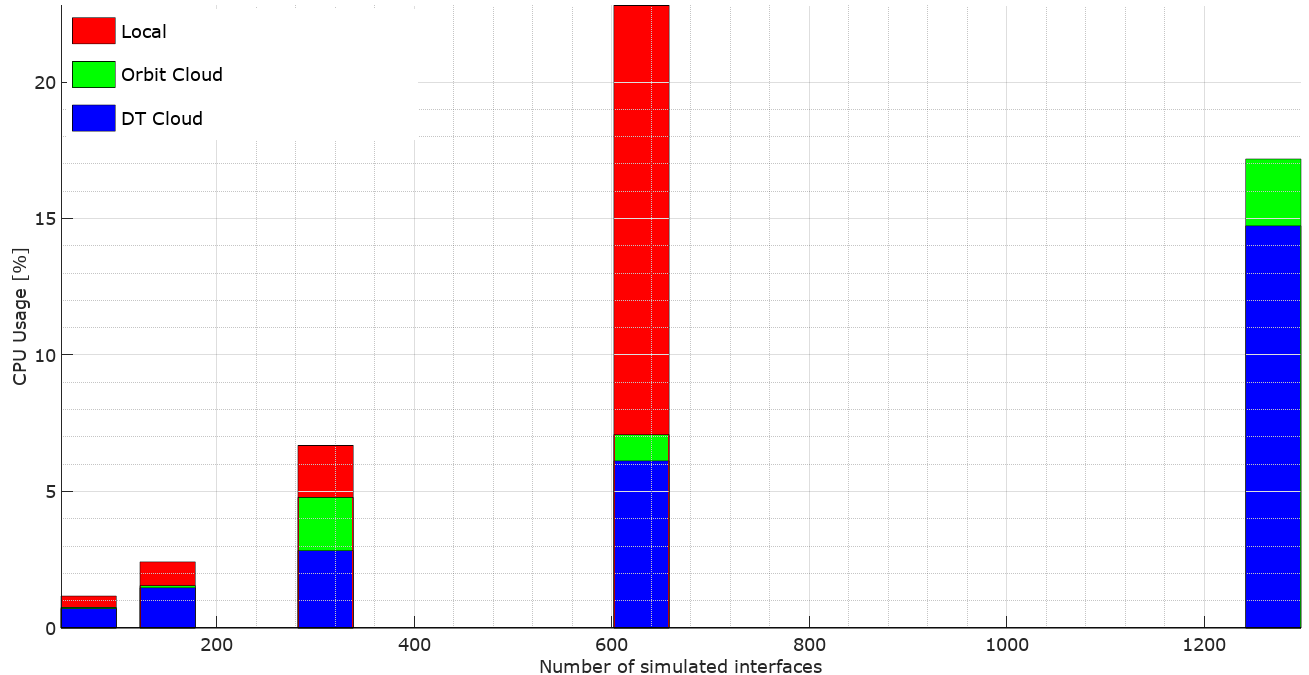 Local
Orbit Cloud
DT Cloud
CPU Usage [%]
20
15
10
5
0
200 400 600 800 1000 1200
Number of simulated interfaces